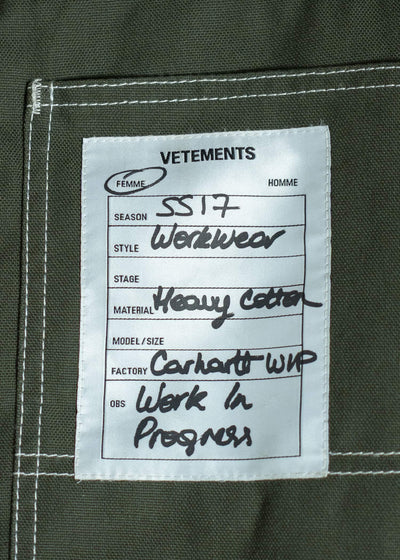 VETEMENTS
FEMME HOMME
SEASON SS17
STYLE Workwear
STAGE
MATERIAL Heavy Cotton
MODEL/SIZE
FACTORY Carhartt WIP
OBS Work In
Progress